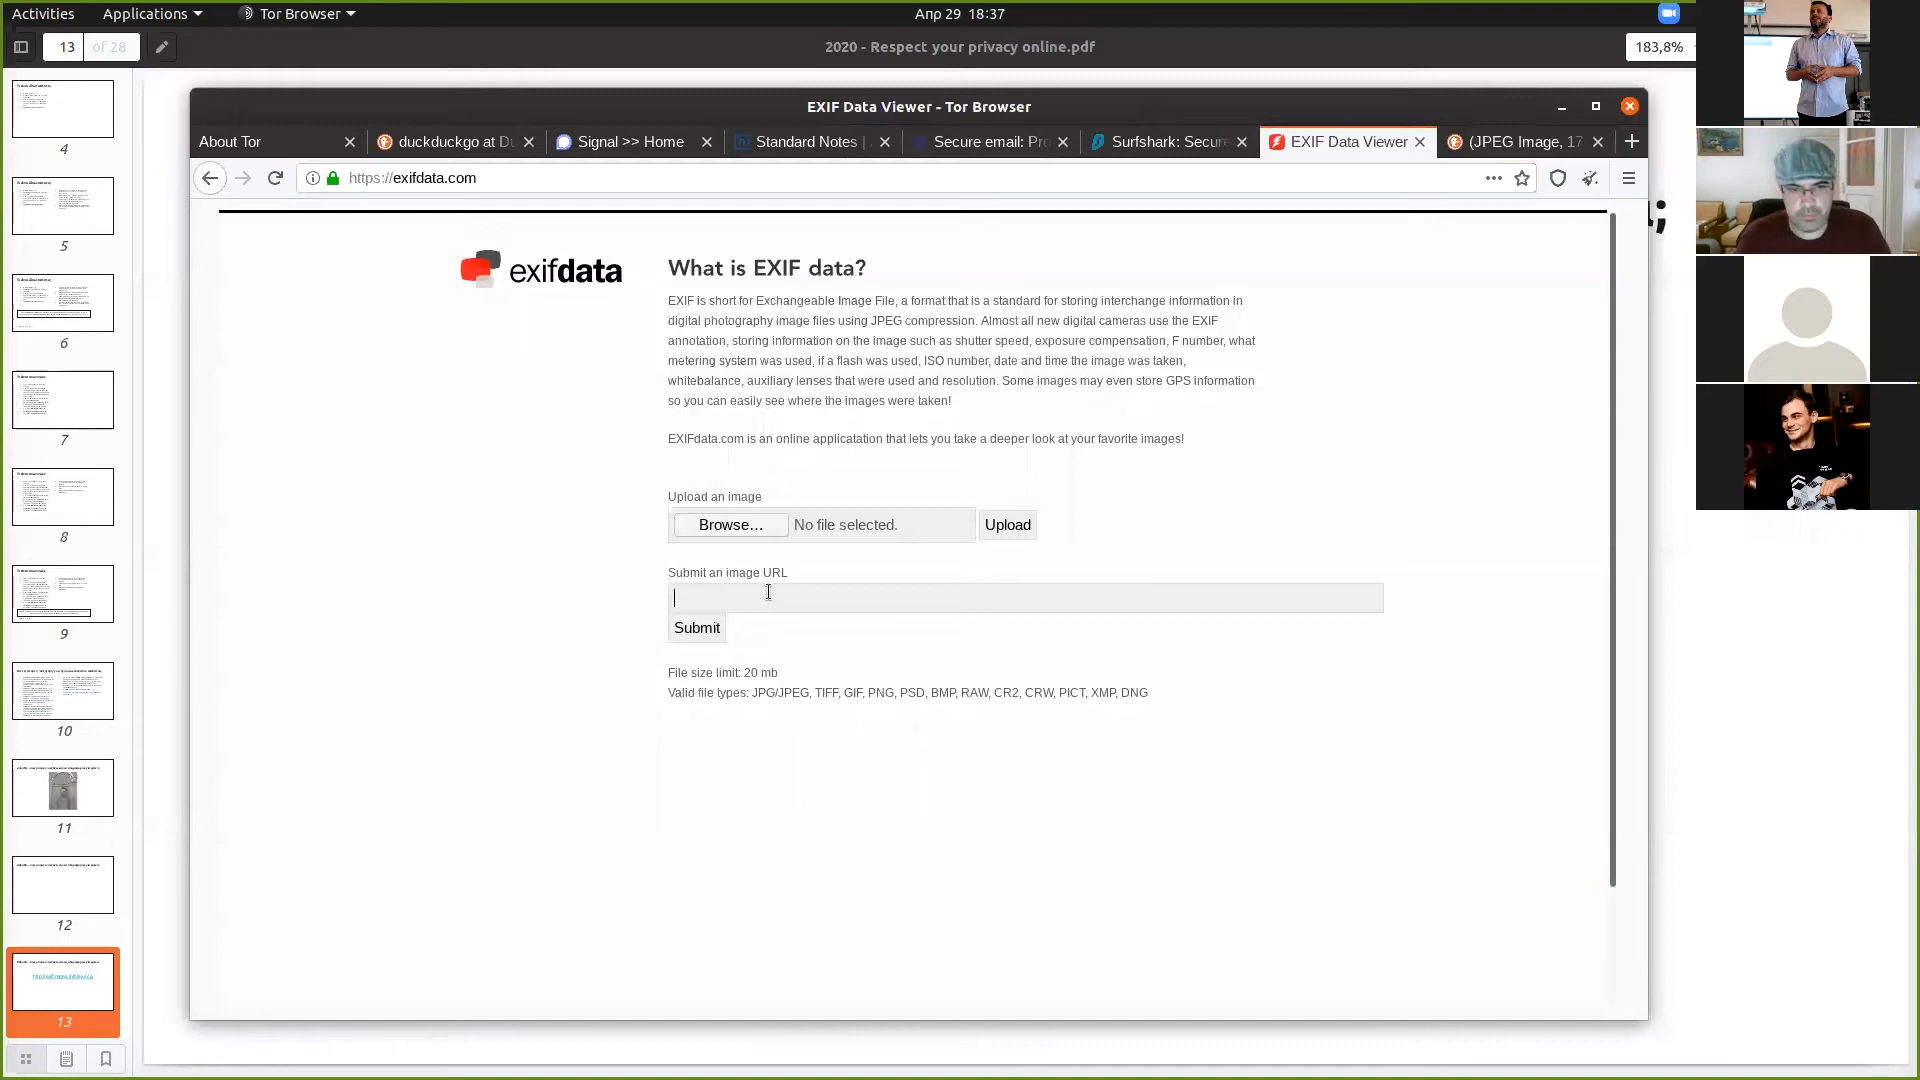 Activities
Applications
Tor Browser
Апр 29 18:37
13 of 28
2020 - Respect your privacy online.pdf
183,8%
EXIF Data Viewer - Tor Browser
About Tor
duckduckgo at Du
Signal >> Home
Standard Notes |
Secure email: Pro
Surfshark: Secure
EXIF Data Viewer
(JPEG Image, 17
https://exifdata.com
exifdata
What is EXIF data?
EXIF is short for Exchangeable Image File, a format that is a standard for storing interchange information in
digital photography image files using JPEG compression. Almost all new digital cameras use the EXIF
annotation, storing information on the image such as shutter speed, exposure compensation, F number, what
metering system was used, if a flash was used, ISO number, date and time the image was taken,
whitebalance, auxiliary lenses that were used and resolution. Some images may even store GPS information
so you can easily see where the images were taken!
EXIFdata.com is an online applicatation that lets you take a deeper look at your favorite images!
Upload an image
Browse... No file selected. Upload
Submit an image URL
Submit
File size limit: 20 mb
Valid file types: JPG/JPEG, TIFF, GIF, PNG, PSD, BMP, RAW, CR2, CRW, PICT, XMP, DNG
;
4
5
6
7
8
9
10
11
12
13